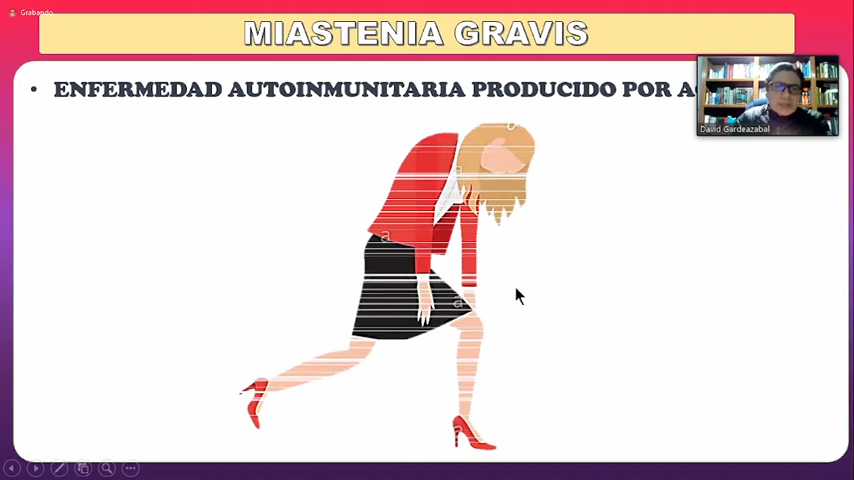 Grabando
MIASTENIA GRAVIS
• ENFERMEDAD AUTOINMUNITARIA PRODUCIDO POR
David Gardeazabal
a
a
a